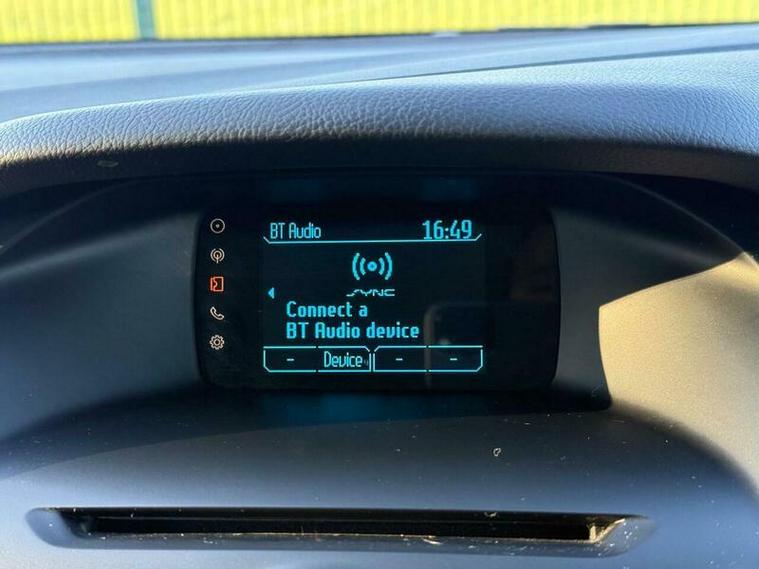 BT Audio 16:49
SYNC
Connect a
BT Audio device
- Device - -